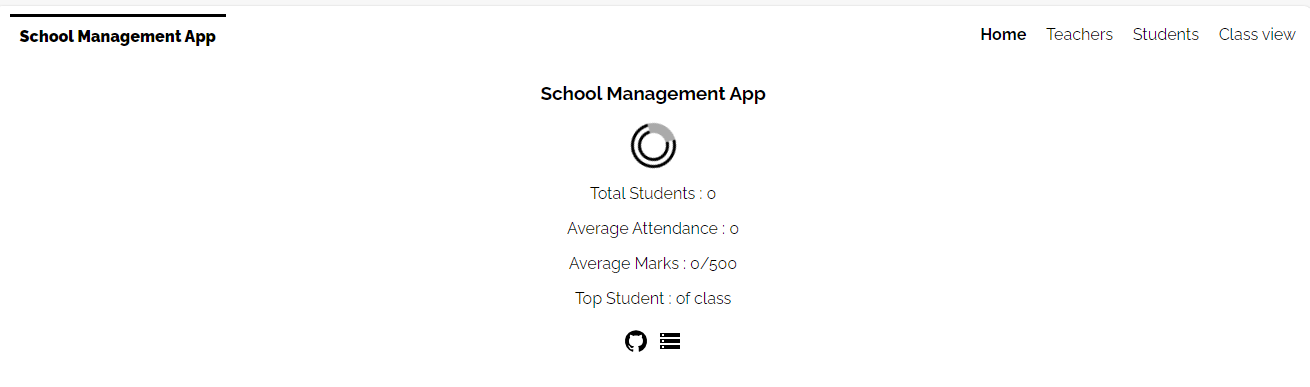 School Management App
Home Teachers Students Class view
School Management App
Total Students : 0
Average Attendance : 0
Average Marks : 0/500
Top Student : of class